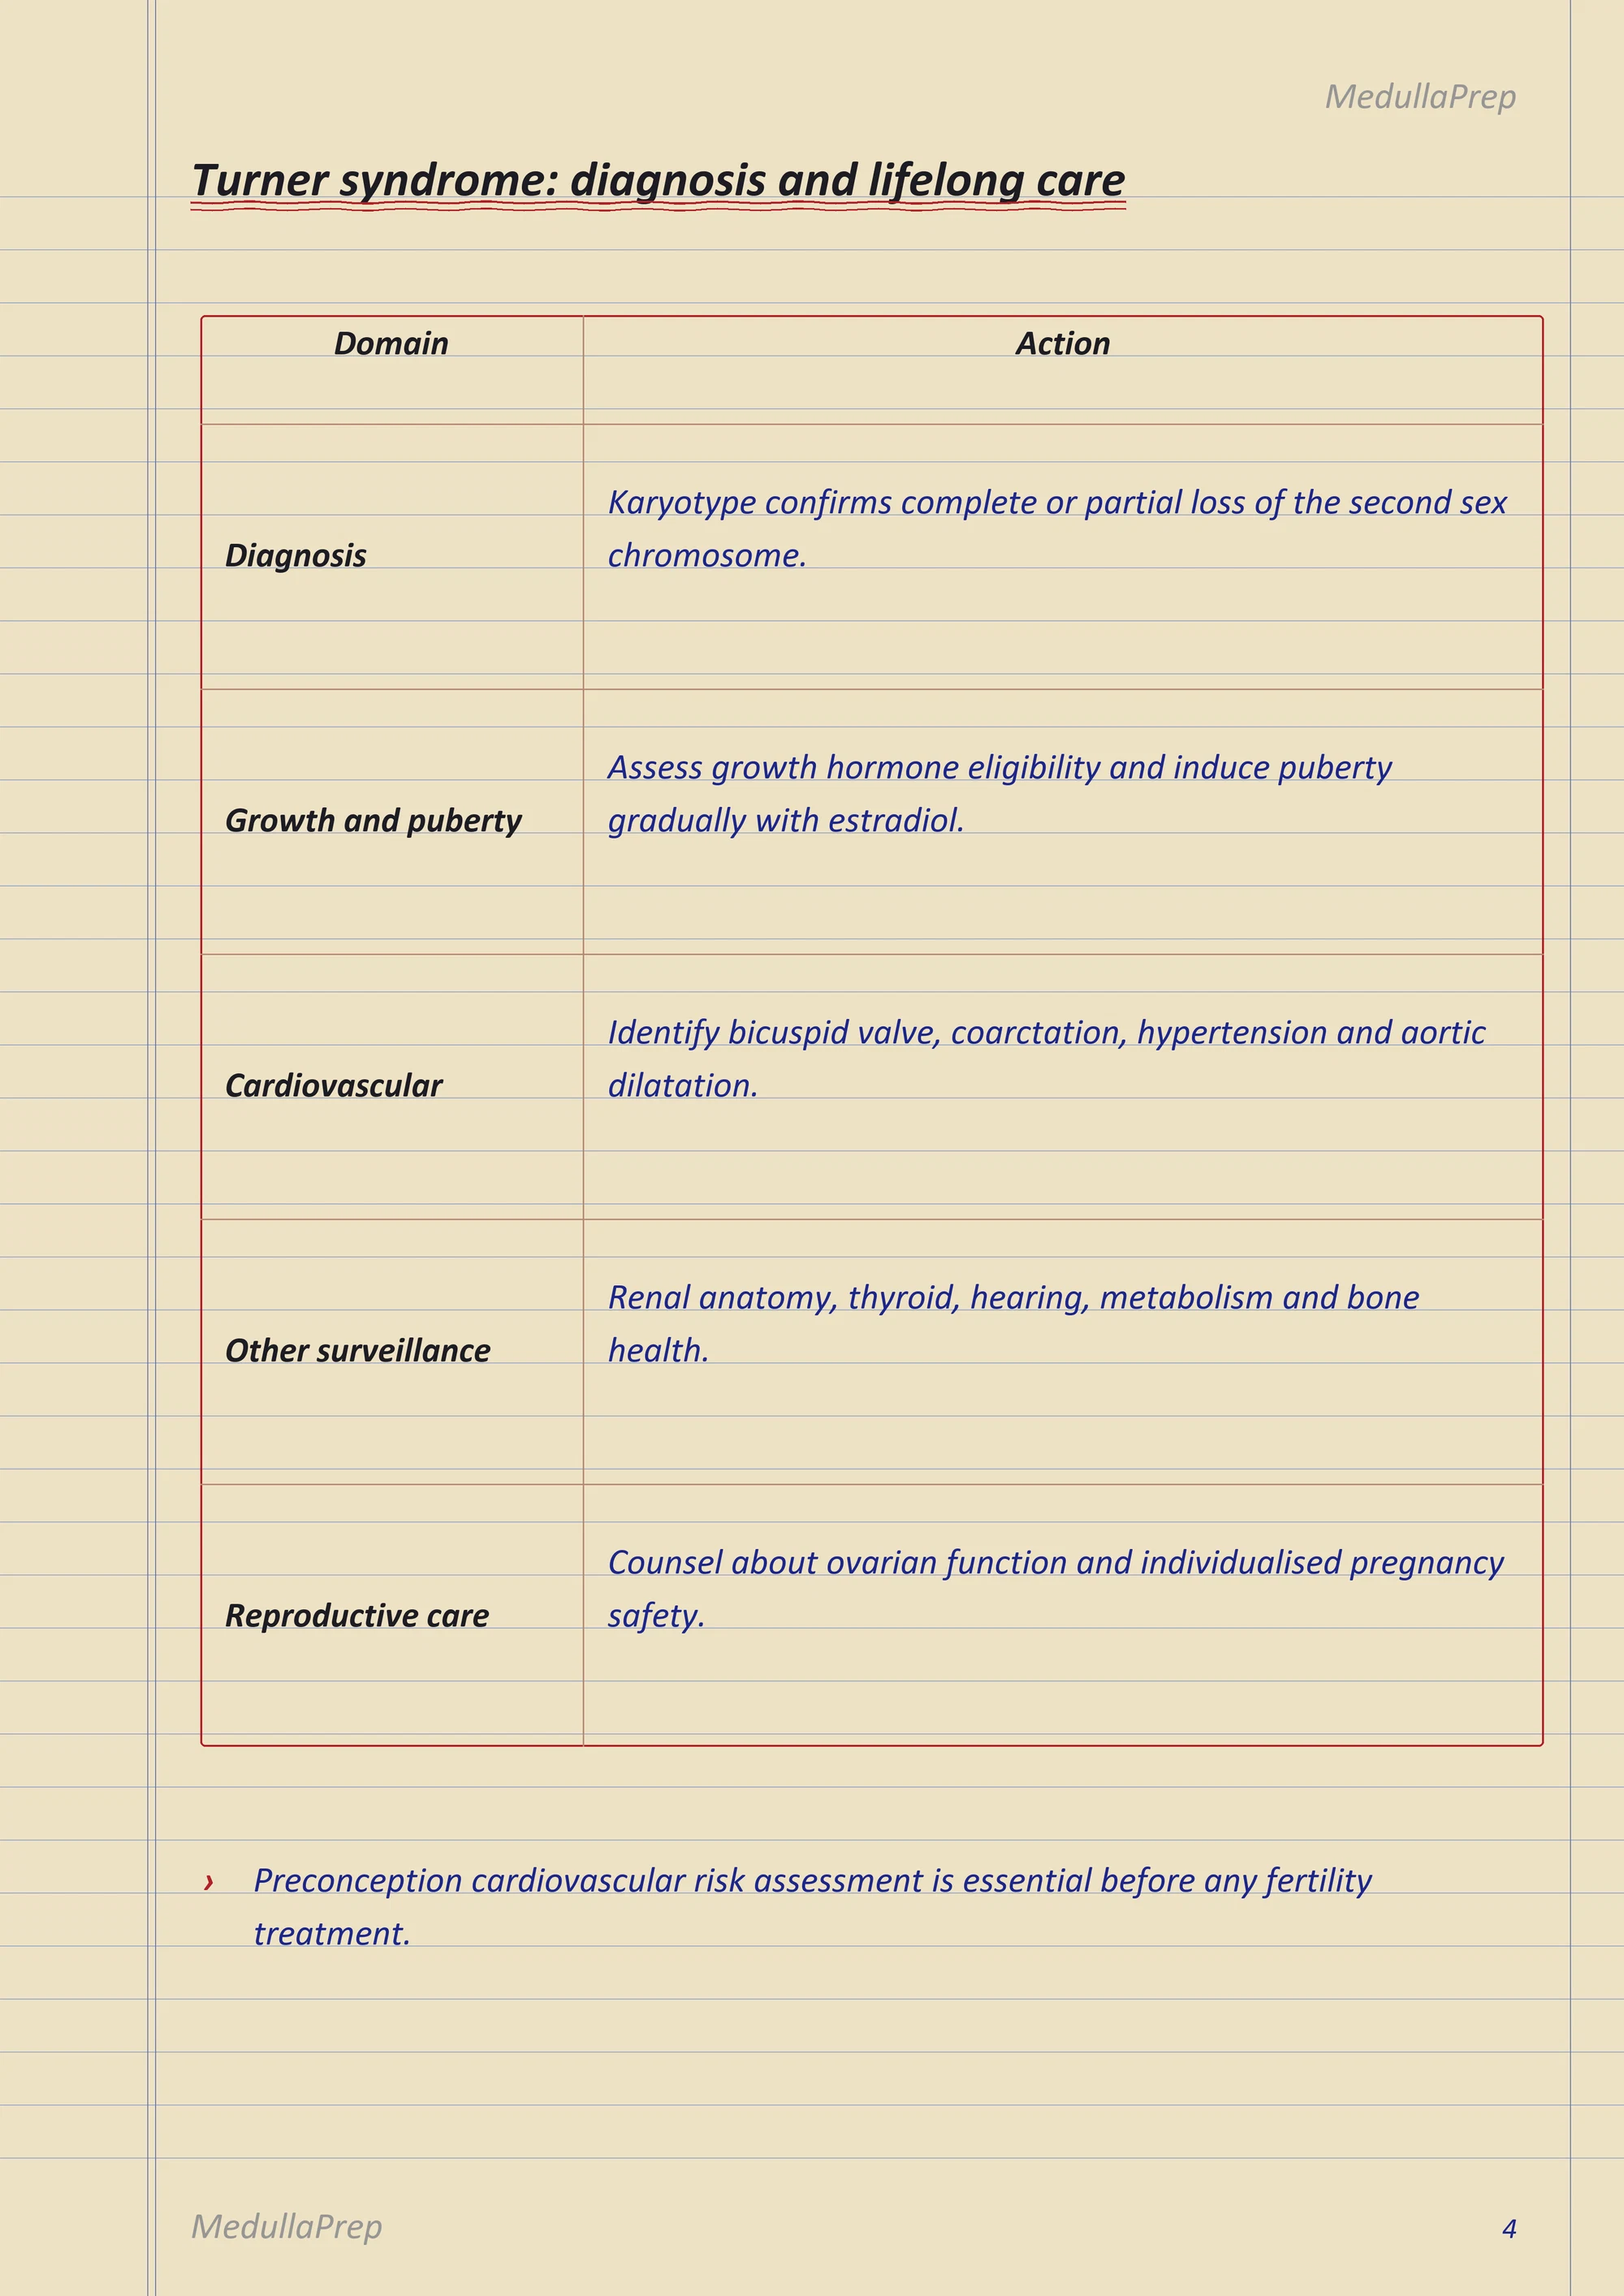 MedullaPrep
Turner syndrome: diagnosis and lifelong care
Domain
Action
Diagnosis
Karyotype confirms complete or partial loss of the second sex
chromosome.
Growth and puberty
Assess growth hormone eligibility and induce puberty
gradually with estradiol.
Cardiovascular
Identify bicuspid valve, coarctation, hypertension and aortic
dilatation.
Other surveillance
Renal anatomy, thyroid, hearing, metabolism and bone
health.
Reproductive care
Counsel about ovarian function and individualised pregnancy
safety.
› Preconception cardiovascular risk assessment is essential before any fertility
treatment.
MedullaPrep
4